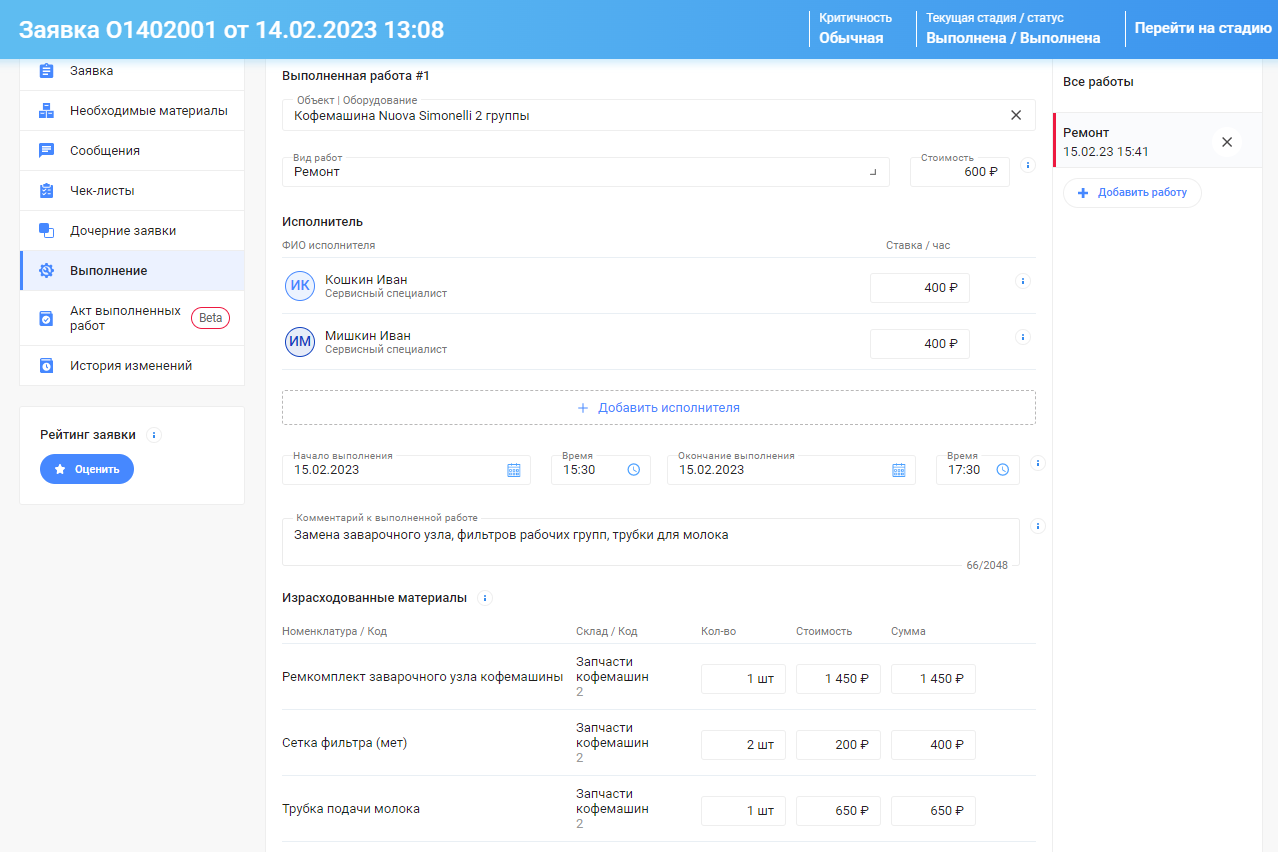 Заявка О1402001 от 14.02.2023 13:08
Критичность
Обычная
Текущая стадия / статус
Выполнена / Выполнена
Перейти на стадию
Заявка
Необходимые материалы
Сообщения
Чек-листы
Дочерние заявки
Выполнение
Акт выполненных
работ
Beta
История изменений
Рейтинг заявки
Оценить
Выполненная работа #1
Объект | Оборудование
Кофемашина Nuova Simonelli 2 группы
Вид работ
Ремонт
Стоимость
600 ₽
Исполнитель
ФИО исполнителя
Ставка / час
ИК
Кошкин Иван
Сервисный специалист
400 ₽
ИМ
Мишкин Иван
Сервисный специалист
400 ₽
Добавить исполнителя
Начало выполнения
15.02.2023
Время
15:30
Окончание выполнения
15.02.2023
Время
17:30
Комментарий к выполненной работе
Замена заварочного узла, фильтров рабочих групп, трубки для молока
66/2048
Израсходованные материалы
Номенклатура / Код
Склад / Код
Кол-во
Стоимость
Сумма
Ремкомплект заварочного узла кофемашины
Запчасти
кофемашин
2
1 шт
1 450 ₽
1 450 ₽
Сетка фильтра (мет)
Запчасти
кофемашин
2
2 шт
200 ₽
400 ₽
Трубка подачи молока
Запчасти
кофемашин
2
1 шт
650 ₽
650 ₽
Все работы
Ремонт
15.02.23 15:41
Добавить работу